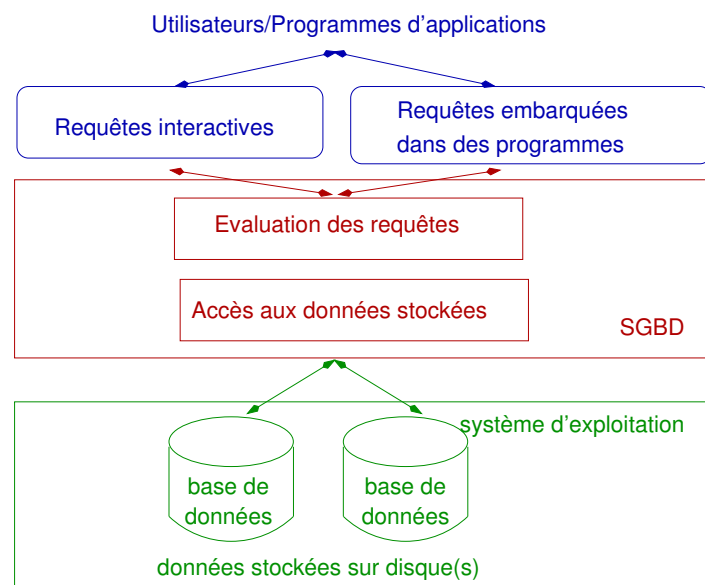 Utilisateurs/Programmes d'applications
Requêtes interactives
Requêtes embarquées
dans des programmes
Evaluation des requêtes
Accès aux données stockées
SGBD
système d'exploitation
base de
données
base de
données
données stockées sur disque(s)